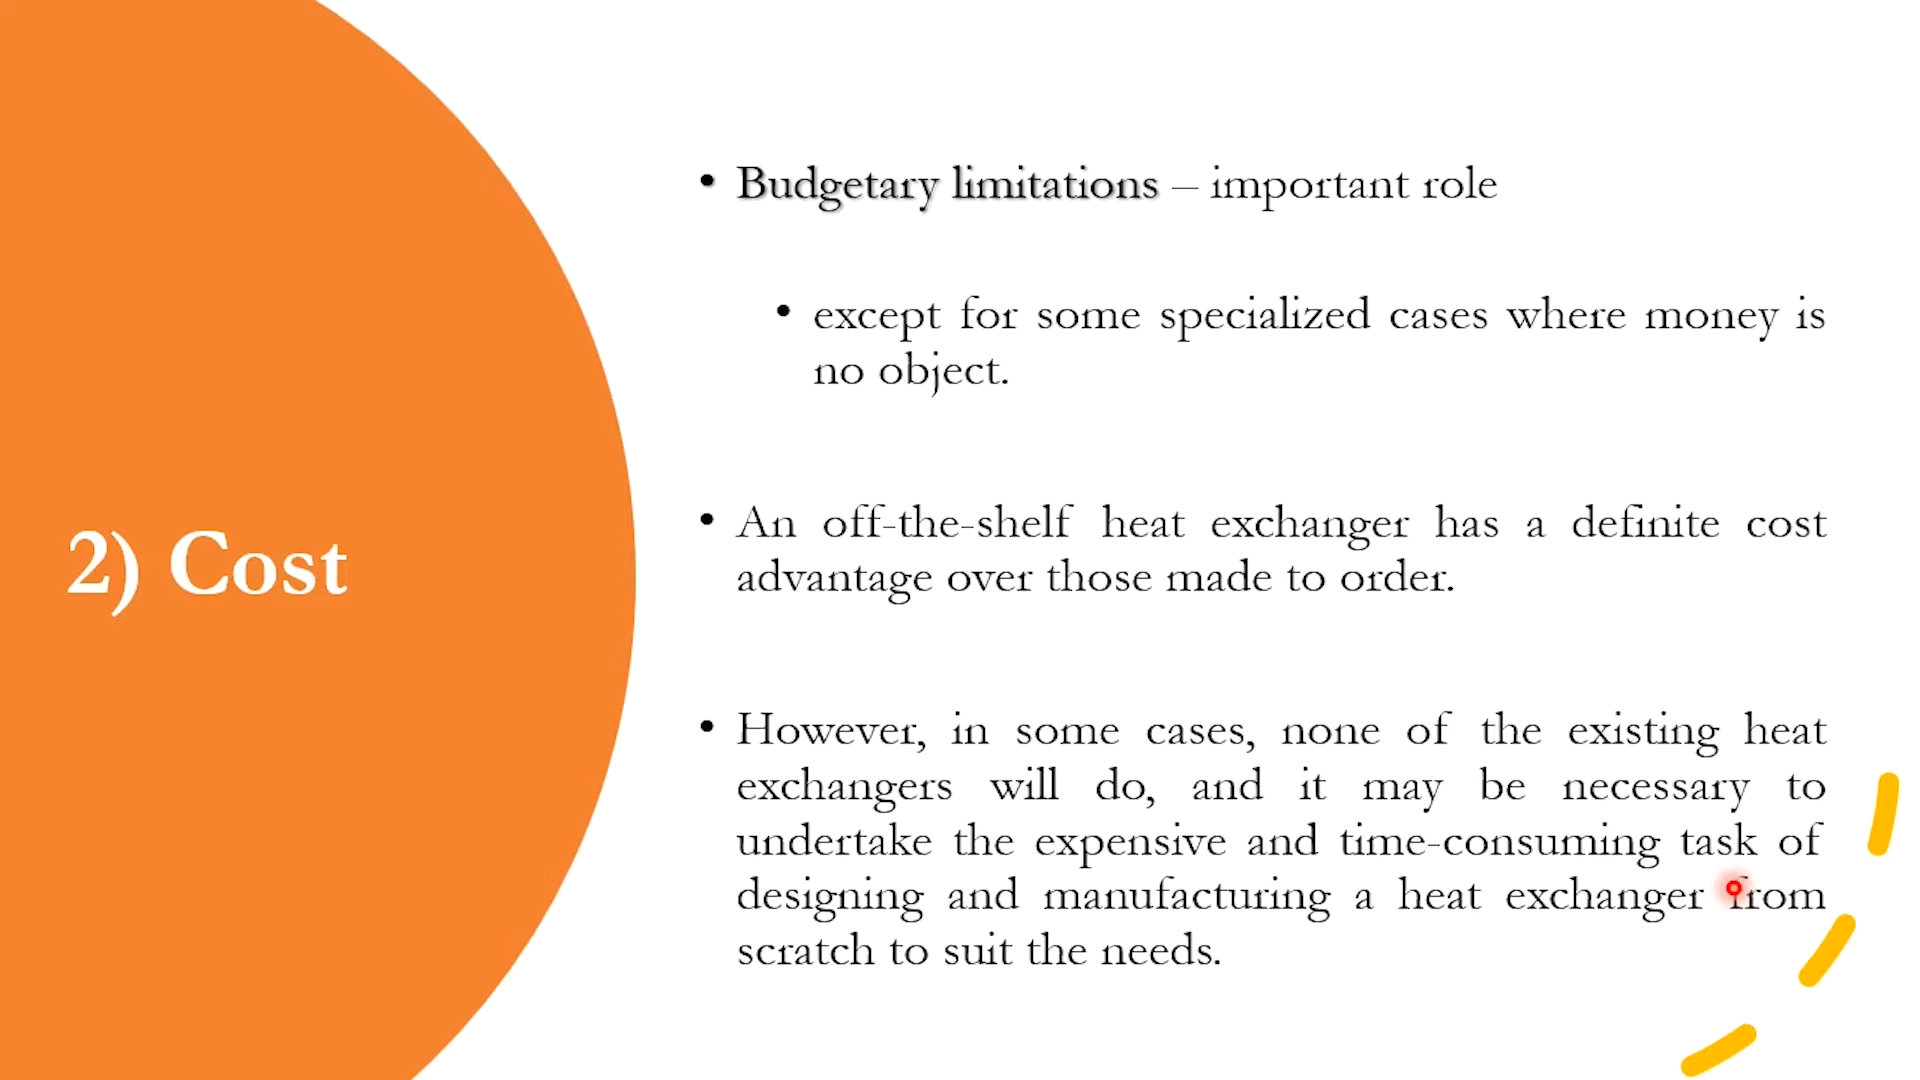 2) Cost
• Budgetary limitations – important role
• except for some specialized cases where money is
no object.
• An off-the-shelf heat exchanger has a definite cost
advantage over those made to order.
• However, in some cases, none of the existing heat
exchangers will do, and it may be necessary to
undertake the expensive and time-consuming task of
designing and manufacturing a heat exchanger from
scratch to suit the needs.